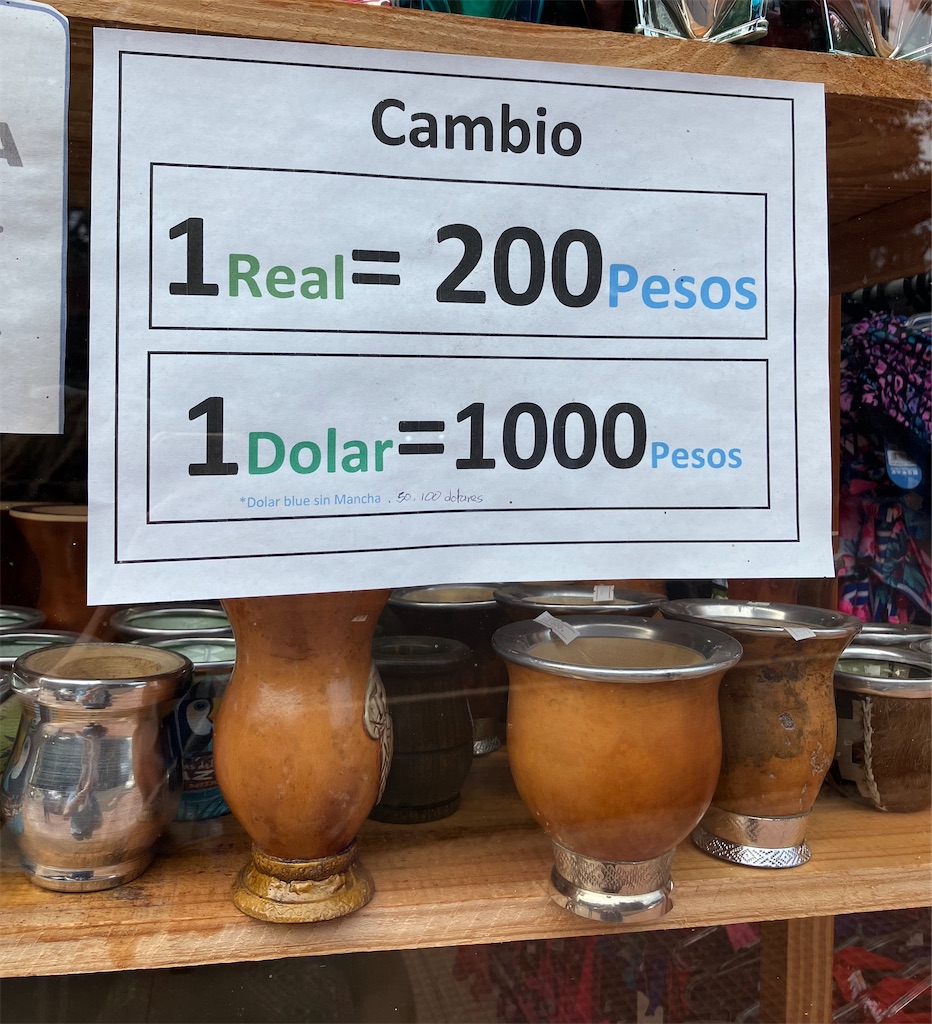 Cambio
1 Real = 200 Pesos
1 Dolar = 1000 Pesos
*Dolar blue sin Mancha . 50 . 100 dolares .
A